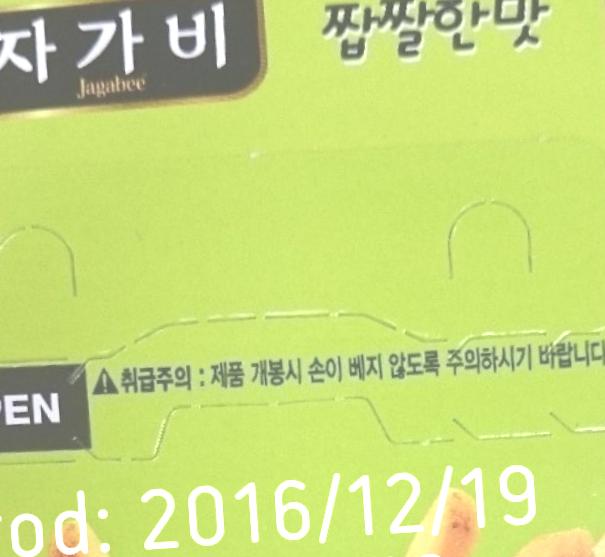 자가비
짭짤한맛
Jagabee
⚠취급주의 : 제품 개봉시 손이 베지 않도록 주의하시기 바랍니다
PEN
rod: 2016/12/19